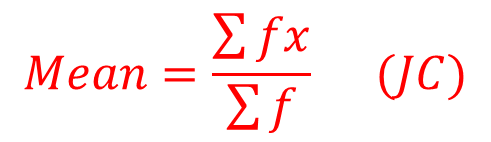 Mean = ∑ fx / ∑ f (JC)